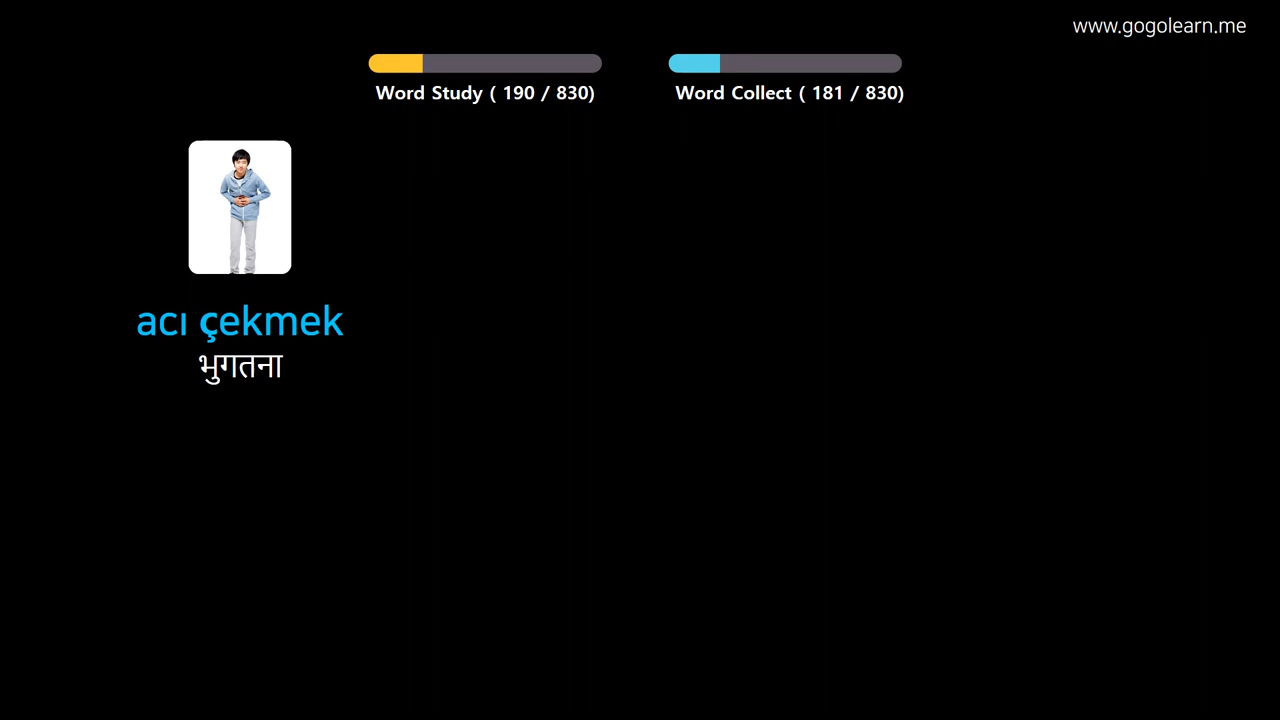 www.gogolearn.me
Word Study ( 190 / 830)
Word Collect ( 181 / 830)
acı çekmek
भुगतना